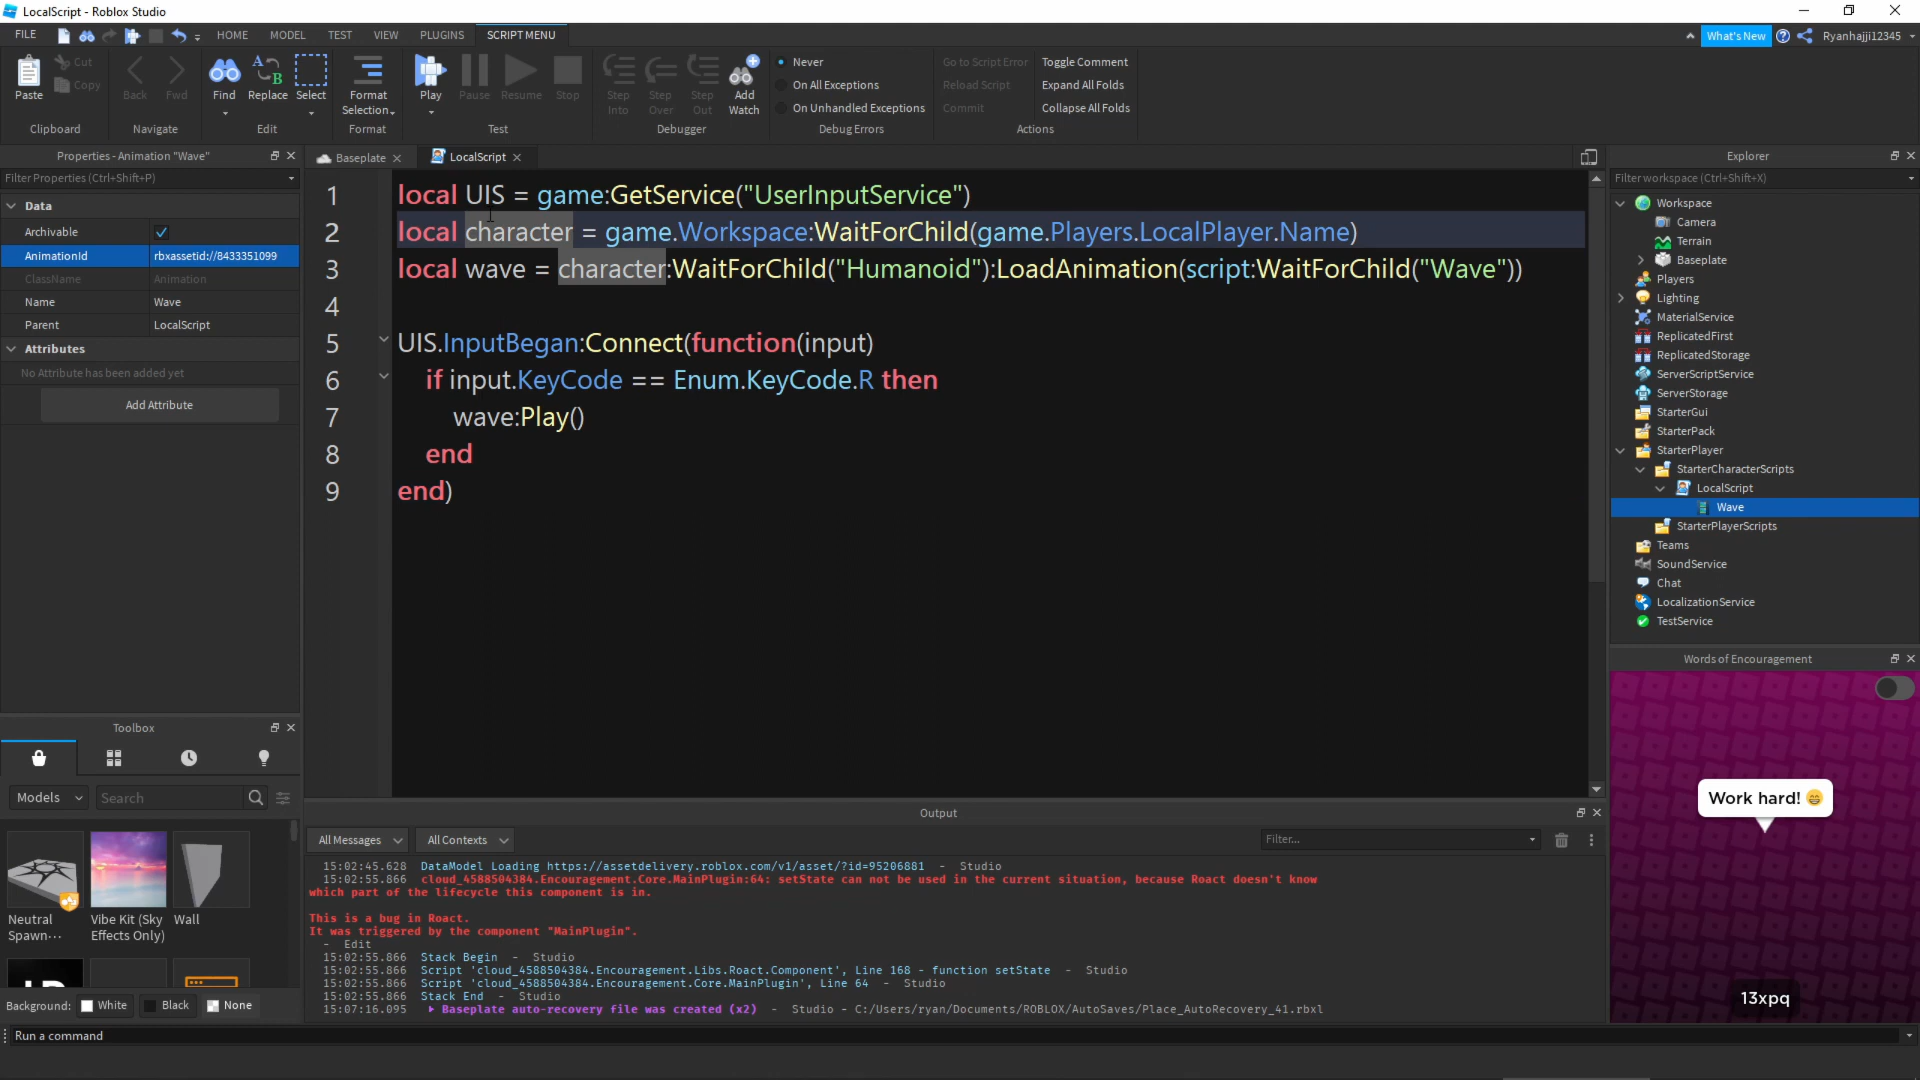 LocalScript - Roblox Studio
FILE HOME MODEL TEST VIEW PLUGINS SCRIPT MENU What's New Ryanhajji12345
Paste Cut Copy
Back Fwd
Find Replace Select
Format Selection
Play Pause Resume Stop
Step Into Step Over Step Out Add Watch
Never
On All Exceptions
On Unhandled Exceptions
Go to Script Error
Reload Script
Commit
Toggle Comment
Expand All Folds
Collapse All Folds
Clipboard Navigate Edit Format Test Debugger Debug Errors Actions
Properties - Animation "Wave"
Filter Properties (Ctrl+Shift+P)
Data
Archivable
AnimationId rbxassetid://8433351099
ClassName Animation
Name Wave
Parent LocalScript
Attributes
No Attribute has been added yet
Add Attribute
Toolbox
Models Search
Neutral Spawn...
Vibe Kit (Sky Effects Only)
Wall
Background: White Black None
Baseplate LocalScript
1 local UIS = game:GetService("UserInputService")
2 local character = game.Workspace:WaitForChild(game.Players.LocalPlayer.Name)
3 local wave = character:WaitForChild("Humanoid"):LoadAnimation(script:WaitForChild("Wave"))
4
5 UIS.InputBegan:Connect(function(input)
6 if input.KeyCode == Enum.KeyCode.R then
7 wave:Play()
8 end
9 end)
Output
All Messages All Contexts Filter...
15:02:45.628 DataModel Loading https://assetdelivery.roblox.com/v1/asset/?id=95206881 - Studio
15:02:55.866 cloud_4588504384.Encouragement.Core.MainPlugin:64: setState can not be used in the current situation, because Roact doesn't know
which part of the lifecycle this component is in.
This is a bug in Roact.
It was triggered by the component "MainPlugin".
- Edit
15:02:55.866 Stack Begin - Studio
15:02:55.866 Script 'cloud_4588504384.Encouragement.Libs.Roact.Component', Line 168 - function setState - Studio
15:02:55.866 Script 'cloud_4588504384.Encouragement.Core.MainPlugin', Line 64 - Studio
15:02:55.866 Stack End - Studio
15:07:16.095 Baseplate auto-recovery file was created (x2) - Studio - C:/Users/ryan/Documents/ROBLOX/AutoSaves/Place_AutoRecovery_41.rbxl
Explorer
Filter workspace (Ctrl+Shift+X)
Workspace
Camera
Terrain
Baseplate
Players
Lighting
MaterialService
ReplicatedFirst
ReplicatedStorage
ServerScriptService
ServerStorage
StarterGui
StarterPack
StarterPlayer
StarterCharacterScripts
LocalScript
Wave
StarterPlayerScripts
Teams
SoundService
Chat
LocalizationService
TestService
Words of Encouragement
Work hard! 😁
13xpq
Run a command